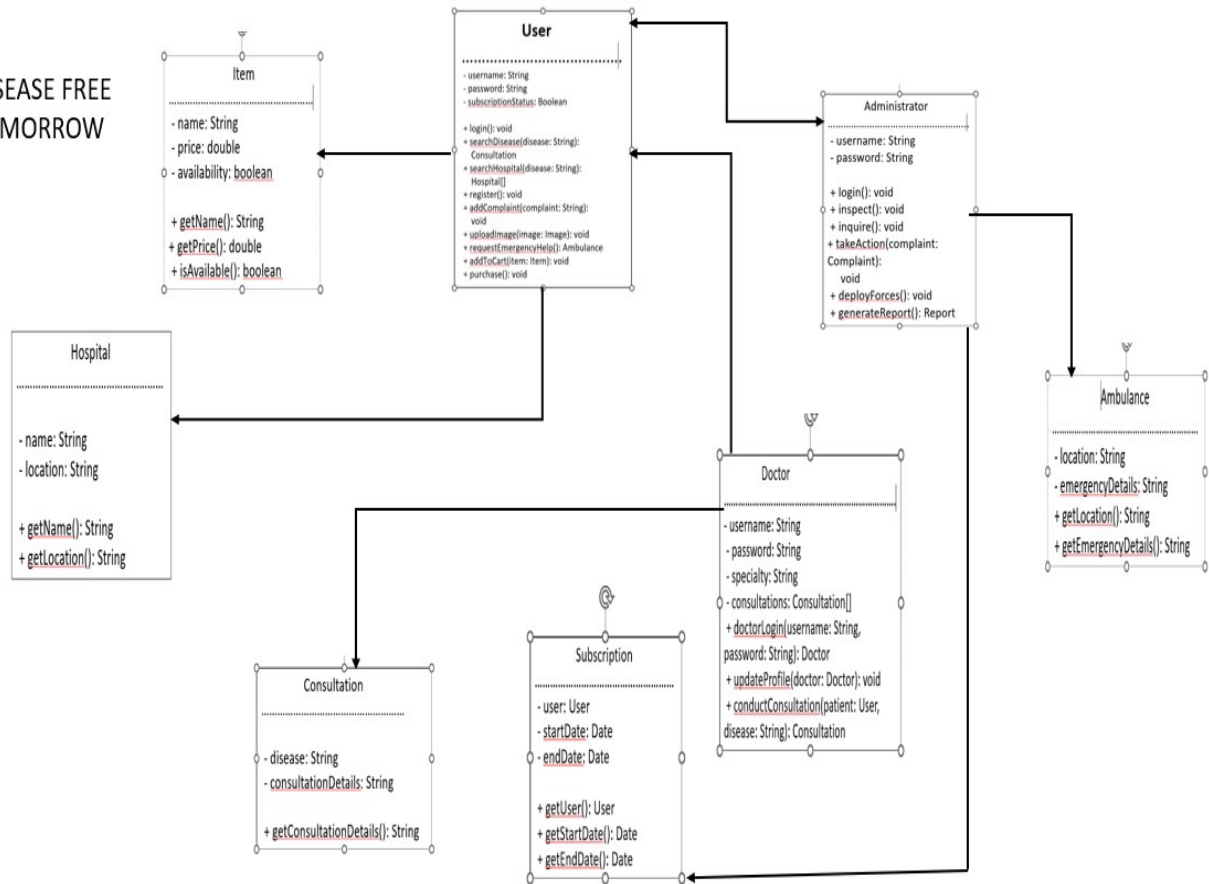 SEASE FREE
MORROW
Item
- name: String
- price: double
- availability: boolean
+ getName(): String
+ getPrice(): double
+ isAvailable(): boolean
User
- username: String
- password: String
- subscriptionStatus: Boolean
+ login(): void
+ searchDisease(disease: String):
Consultation
+ searchHospital(disease: String):
Hospital[]
+ register(): void
+ addComplaint(complaint: String):
void
+ uploadImage(image: Image): void
+ requestEmergencyHelp(): Ambulance
+ addToCart(item: Item): void
+ purchase(): void
Administrator
- username: String
- password: String
+ login(): void
+ inspect(): void
+ inquire(): void
+ takeAction(complaint:
Complaint):
void
+ deployForces(): void
+ generateReport(): Report
Hospital
- name: String
- location: String
+ getName(): String
+ getLocation(): String
Ambulance
- location: String
- emergencyDetails: String
+ getLocation(): String
+ getEmergencyDetails(): String
Doctor
- username: String
- password: String
- specialty: String
- consultations: Consultation[]
+ doctorLogin(username: String,
password: String): Doctor
+ updateProfile(doctor: Doctor): void
+ conductConsultation(patient: User,
disease: String): Consultation
Consultation
- disease: String
- consultationDetails: String
+ getConsultationDetails(): String
Subscription
- user: User
- startDate: Date
- endDate: Date
+ getUser(): User
+ getStartDate(): Date
+ getEndDate(): Date